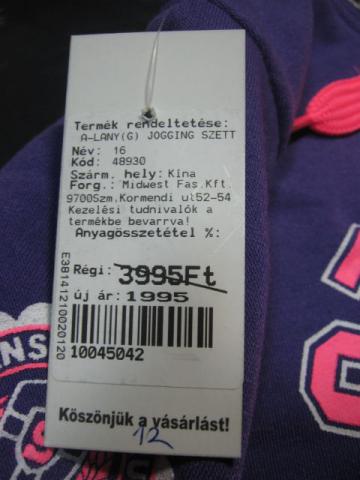 Termék rendeltetése:
A-LANY(G) JOGGING SZETT
Név: 16
Kód: 48930
Szárm. hely: Kína
Forg.: Midwest Fas.Kft.
9700Szm.Kormendi ut52-54
Kezelési tudnivalók a
termékbe bevarrva!
Anyagösszetétel %:
Régi: 3995Ft
új ár: 1995
10045042
E38141210020120
Köszönjük a vásárlást!
12
NS